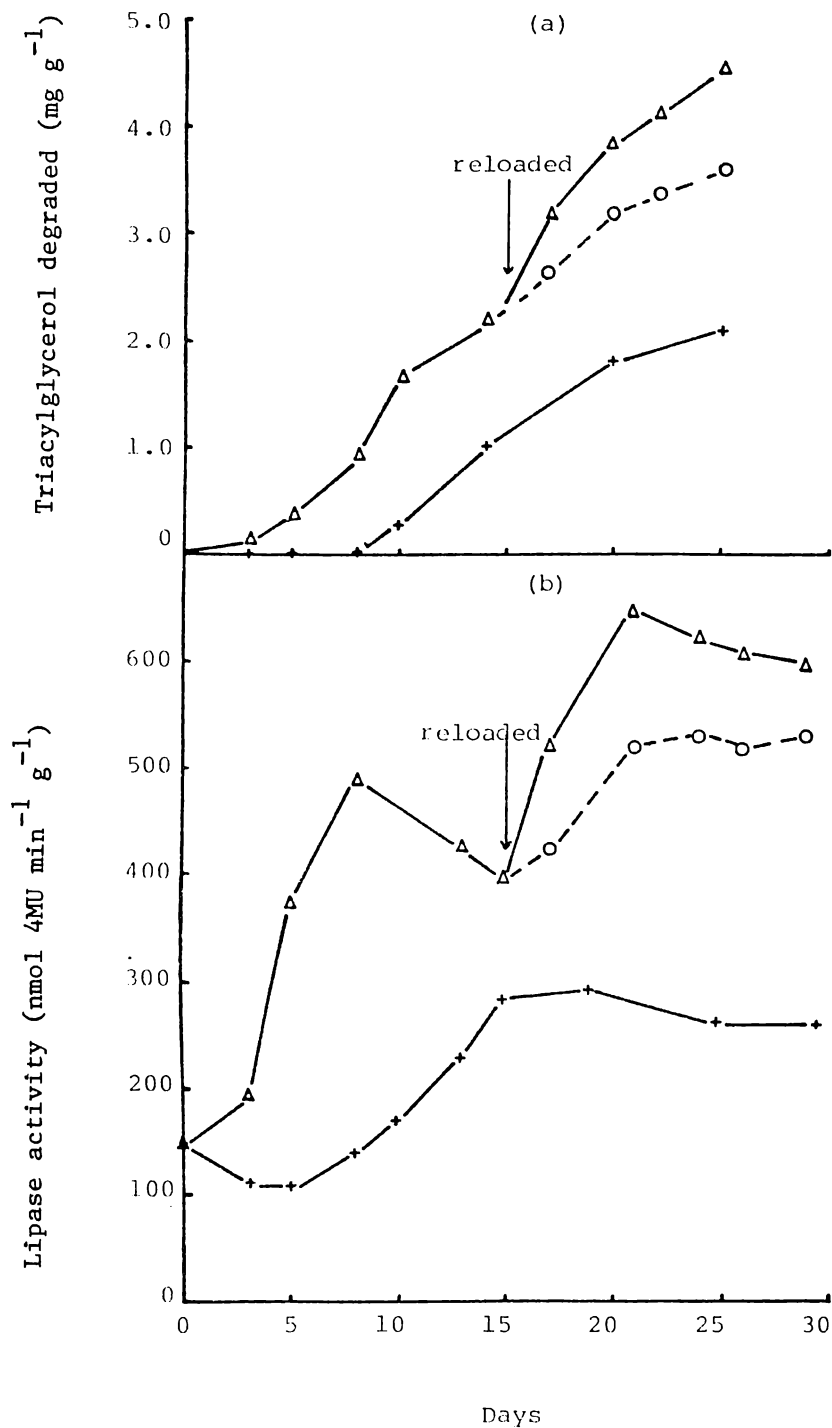 (a)
Triacylglycerol degraded (mg g⁻¹)
5.0
4.0
3.0
2.0
1.0
0
reloaded
(b)
Lipase activity (nmol 4MU min⁻¹ g⁻¹)
600
500
400
300
200
100
0
reloaded
0 5 10 15 20 25 30
Days